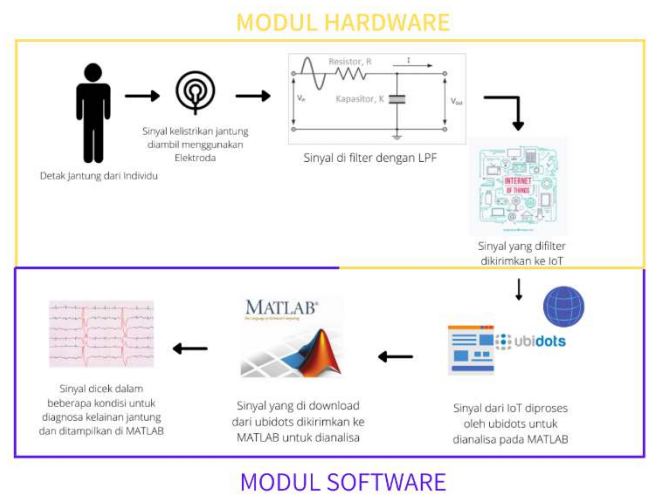 MODUL HARDWARE
Detak Jantung dari Individu
Sinyal kelistrikan jantung
diambil menggunakan
Elektroda
Resistor, R
I
Vin
Kapasitor, K
Vout
Sinyal di filter dengan LPF
INTERNET
OF THINGS
Sinyal yang difilter
dikirimkan ke IoT
ubidots
Sinyal dari IoT diproses
oleh ubidots untuk
dianalisa pada MATLAB
MATLAB®
Sinyal yang di download
dari ubidots dikirimkan ke
MATLAB untuk dianalisa
Sinyal dicek dalam
beberapa kondisi untuk
diagnosa kelainan jantung
dan ditampilkan di MATLAB
MODUL SOFTWARE